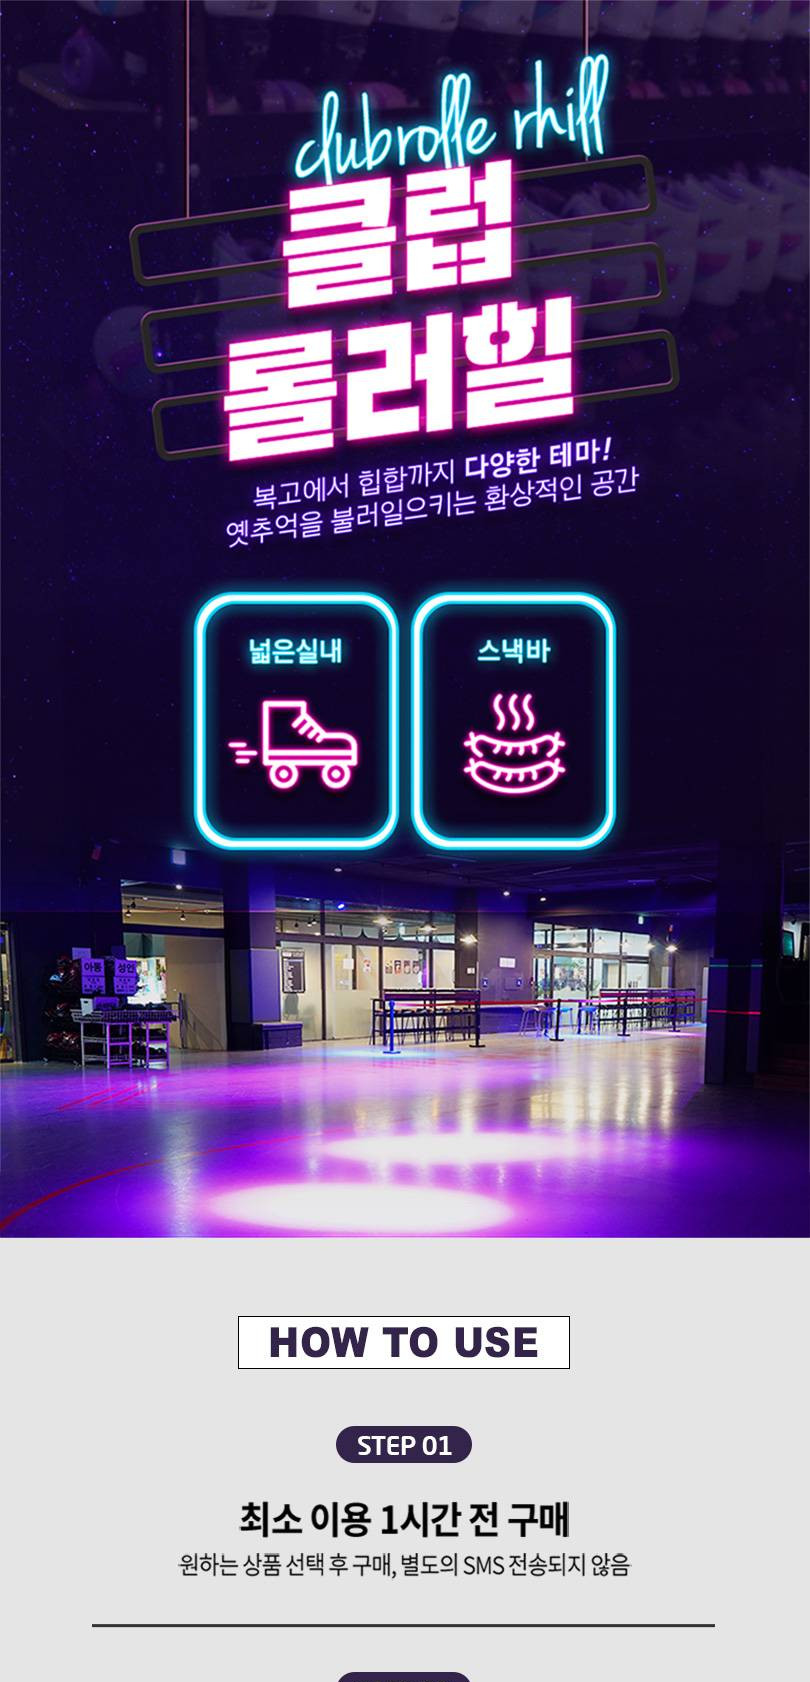 clubrolle rhill
클럽
롤러힐
복고에서 힙합까지 다양한 테마!
옛추억을 불러일으키는 환상적인 공간
넓은실내
스낵바
아동
성인
HOW TO USE
STEP 01
최소 이용 1시간 전 구매
원하는 상품 선택 후 구매, 별도의 SMS 전송되지 않음